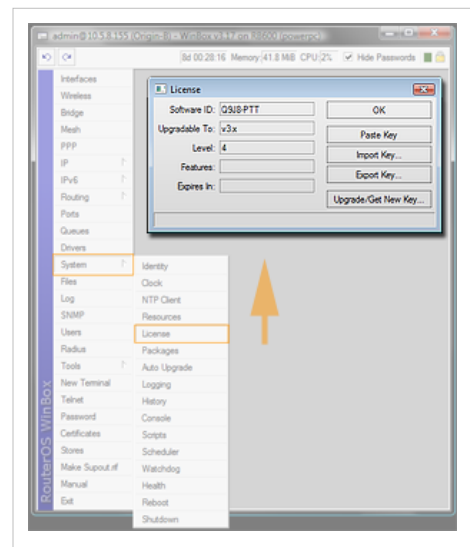 admin@10.5.8.155 (Origin-B) - WinBox v3.17 on RB600 (powerpc)
8d 00:28:16 Memory: 41.8 MiB CPU: 2% Hide Passwords
Interfaces
Wireless
Bridge
Mesh
PPP
IP
IPv6
Routing
Ports
Queues
Drivers
System
Files
Log
SNMP
Users
Radius
Tools
New Terminal
Telnet
Password
Certificates
Stores
Make Supout.rif
Manual
Exit
RouterOS WinBox
License
Software ID: Q9J8-PTT
Upgradable To: v3.x
Level: 4
Features:
Expires In:
OK
Paste Key
Import Key...
Export Key...
Upgrade/Get New Key...
Identity
Clock
NTP Client
Resources
License
Packages
Auto Upgrade
Logging
History
Console
Scripts
Scheduler
Watchdog
Health
Reboot
Shutdown